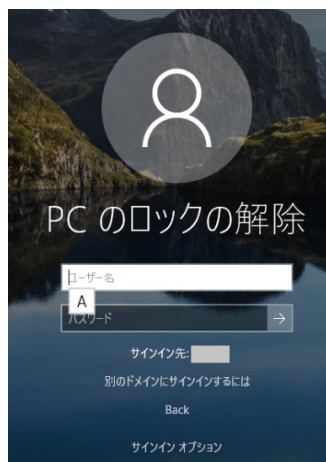 PC のロックの解除
ユーザー名
A
パスワード
サインイン先:
別のドメインにサインインするには
Back
サインイン オプション